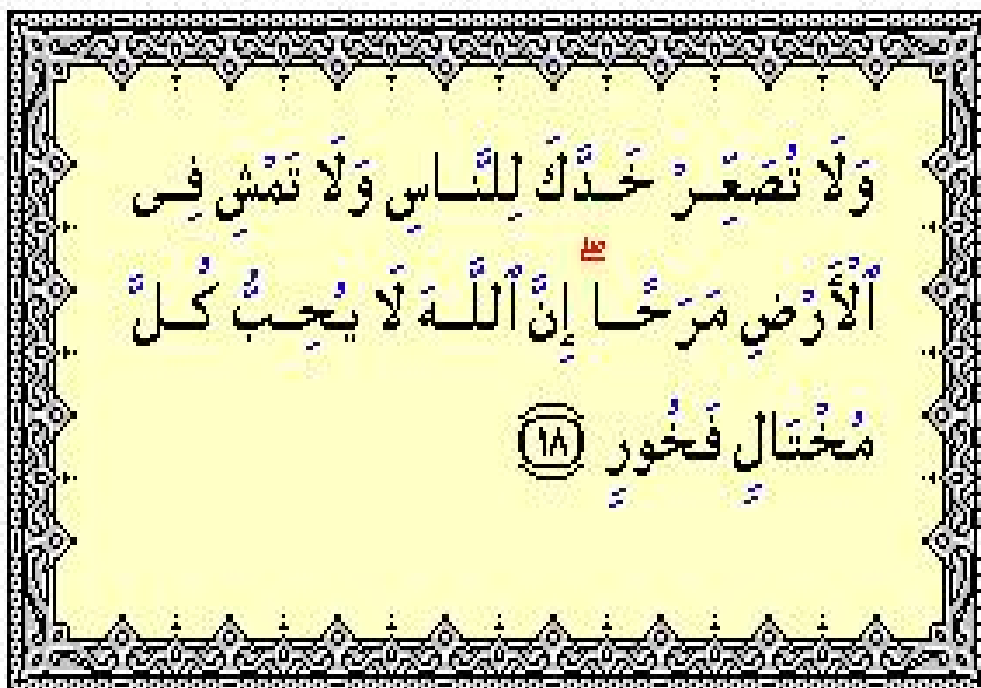 وَلَا تُصَعِّرْ خَدَّكَ لِلنَّاسِ وَلَا تَمْشِ فِى
ٱلْأَرْضِ مَرَحًا ۖ إِنَّ ٱللَّهَ لَا يُحِبُّ كُلَّ
مُخْتَالٍ فَخُورٍ ١٨